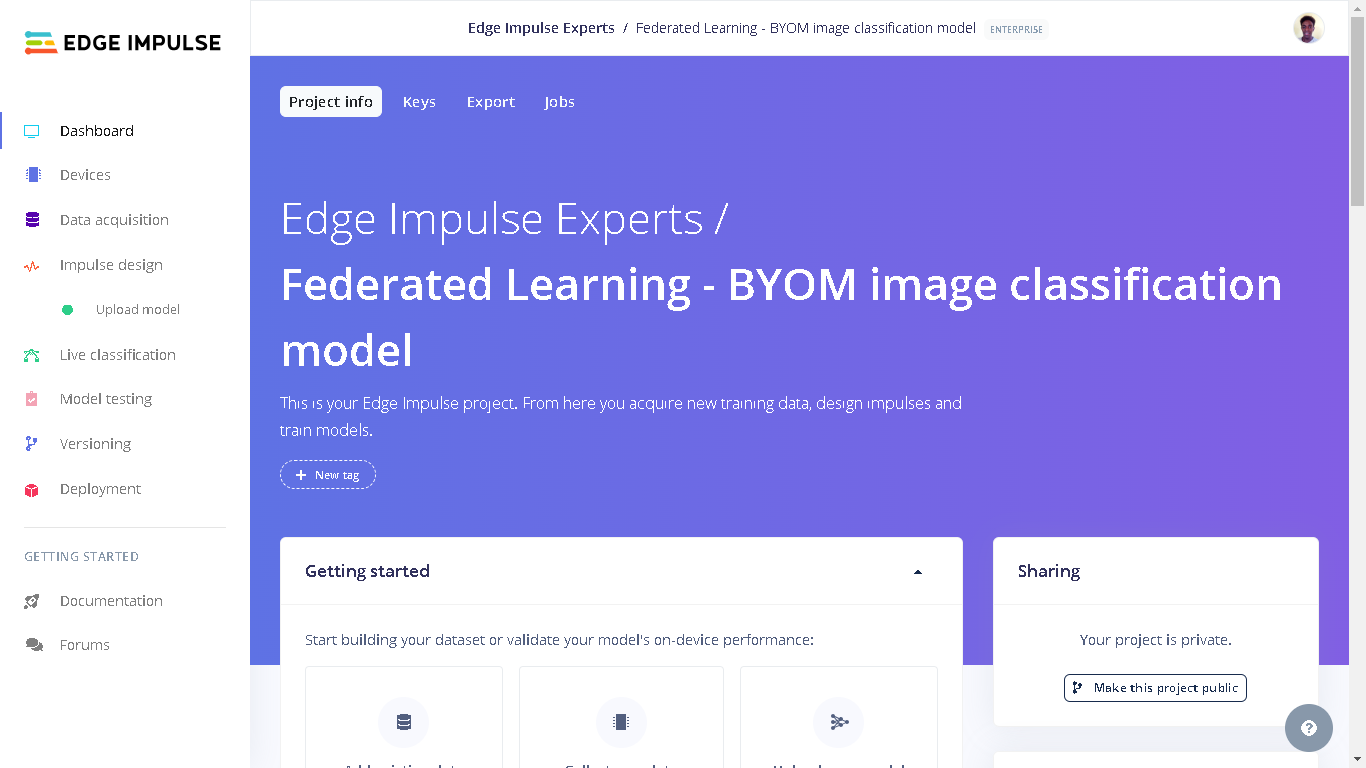 EDGE IMPULSE
Edge Impulse Experts / Federated Learning - BYOM image classification model ENTERPRISE
Dashboard
Devices
Data acquisition
Impulse design
Upload model
Live classification
Model testing
Versioning
Deployment
GETTING STARTED
Documentation
Forums
Project info Keys Export Jobs
Edge Impulse Experts /
Federated Learning - BYOM image classification
model
This is your Edge Impulse project. From here you acquire new training data, design impulses and
train models.
New tag
Getting started
Start building your dataset or validate your model's on-device performance:
Sharing
Your project is private.
Make this project public